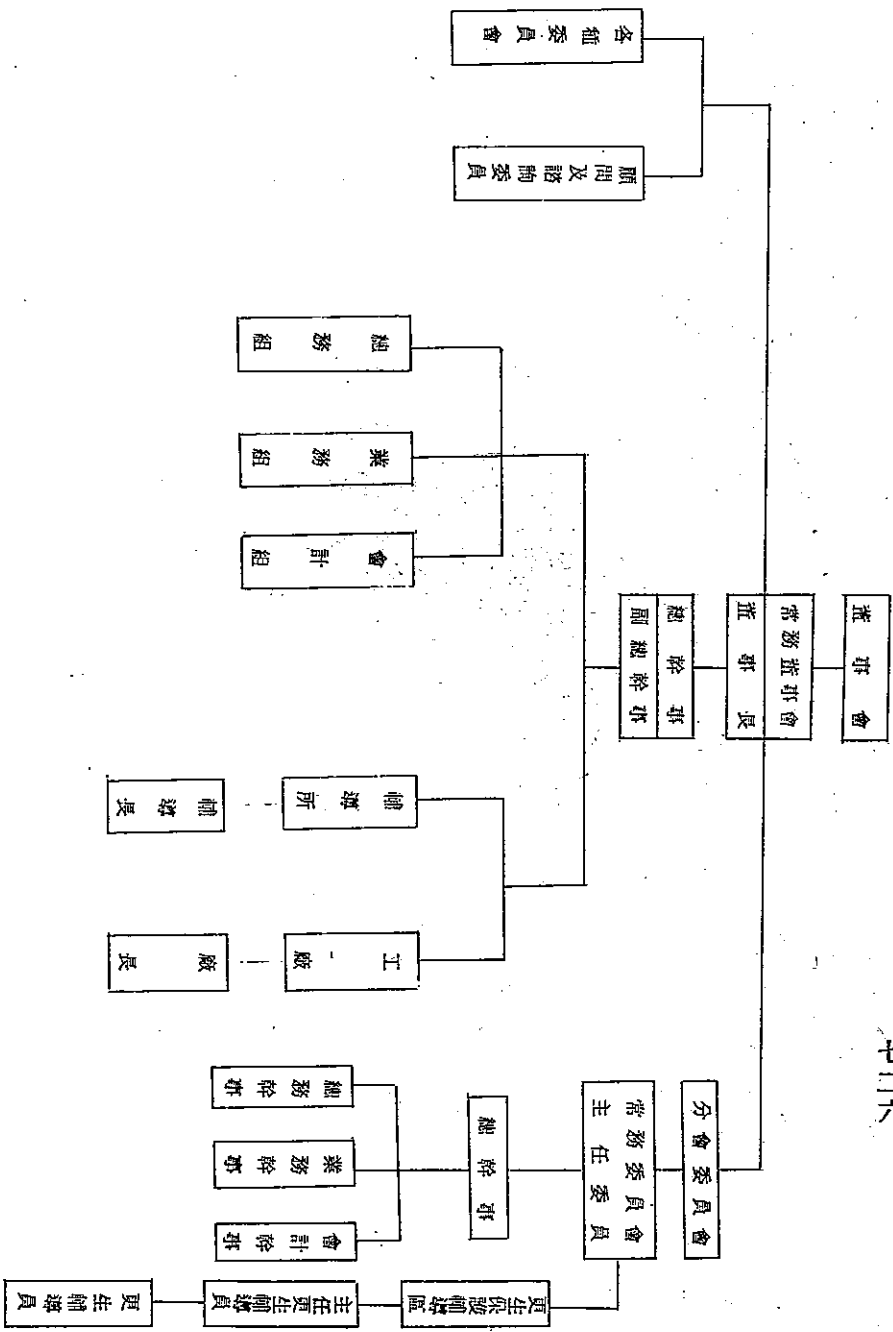 董事會
常務董事會
董事長
總幹事
副總幹事
各種委員會
顧問及諮詢委員
總務組
業務組
會計組
輔導所
輔導長
工廠
廠長
分會委員會
常務委員會
主任委員
總幹事
總務幹事
業務幹事
會計幹事
更生保護輔導區
主任更生輔導員
更生輔導員